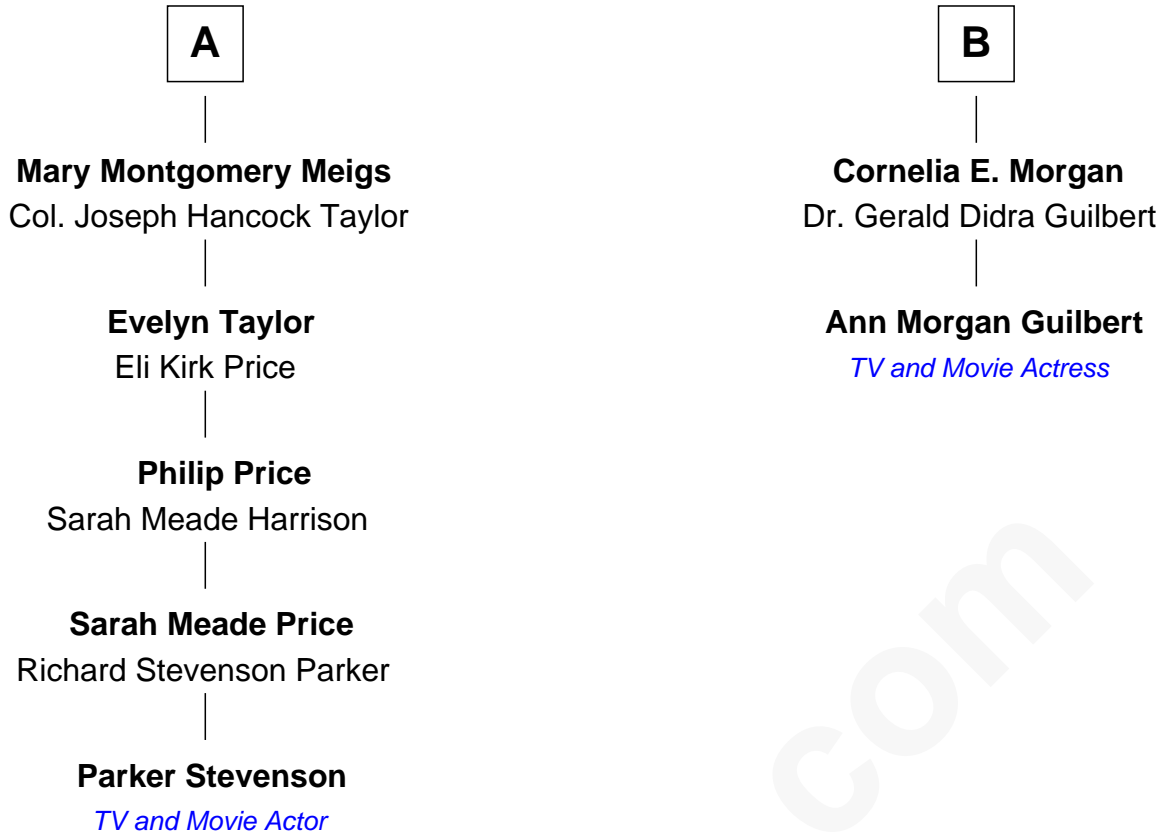 A
Mary Montgomery Meigs
Col. Joseph Hancock Taylor
Evelyn Taylor
Eli Kirk Price
Philip Price
Sarah Meade Harrison
Sarah Meade Price
Richard Stevenson Parker
Parker Stevenson
TV and Movie Actor
B
Cornelia E. Morgan
Dr. Gerald Didra Guilbert
Ann Morgan Guilbert
TV and Movie Actress
com